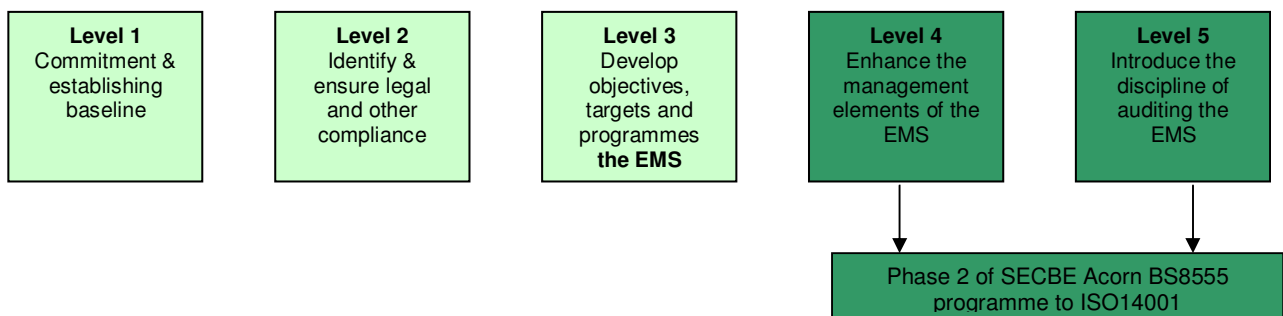 Level 1
Commitment &
establishing
baseline
Level 2
Identify &
ensure legal
and other
compliance
Level 3
Develop
objectives,
targets and
programmes
the EMS
Level 4
Enhance the
management
elements of the
EMS
Level 5
Introduce the
discipline of
auditing the
EMS
Phase 2 of SECBE Acorn BS8555
programme to ISO14001